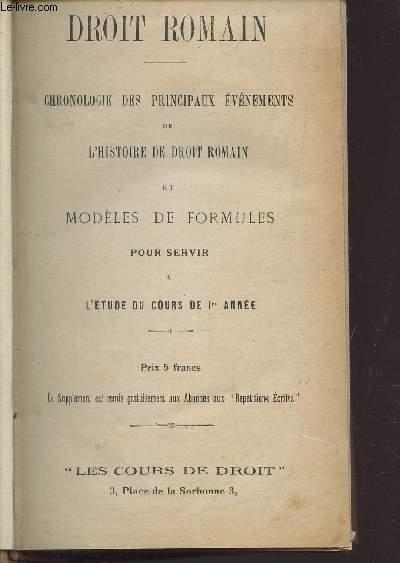 © Le-livre.com
DROIT ROMAIN
CHRONOLOGIE DES PRINCIPAUX ÉVÉNEMENTS
DE
L'HISTOIRE DE DROIT ROMAIN
ET
MODÈLES DE FORMULES
POUR SERVIR
A
L'ÉTUDE DU COURS DE 1re ANNÉE
Prix 5 francs
Ce Supplément est remis gratuitement aux Abonnés aux "Répétitions Écrites"
"LES COURS DE DROIT"
3, Place de la Sorbonne 3,